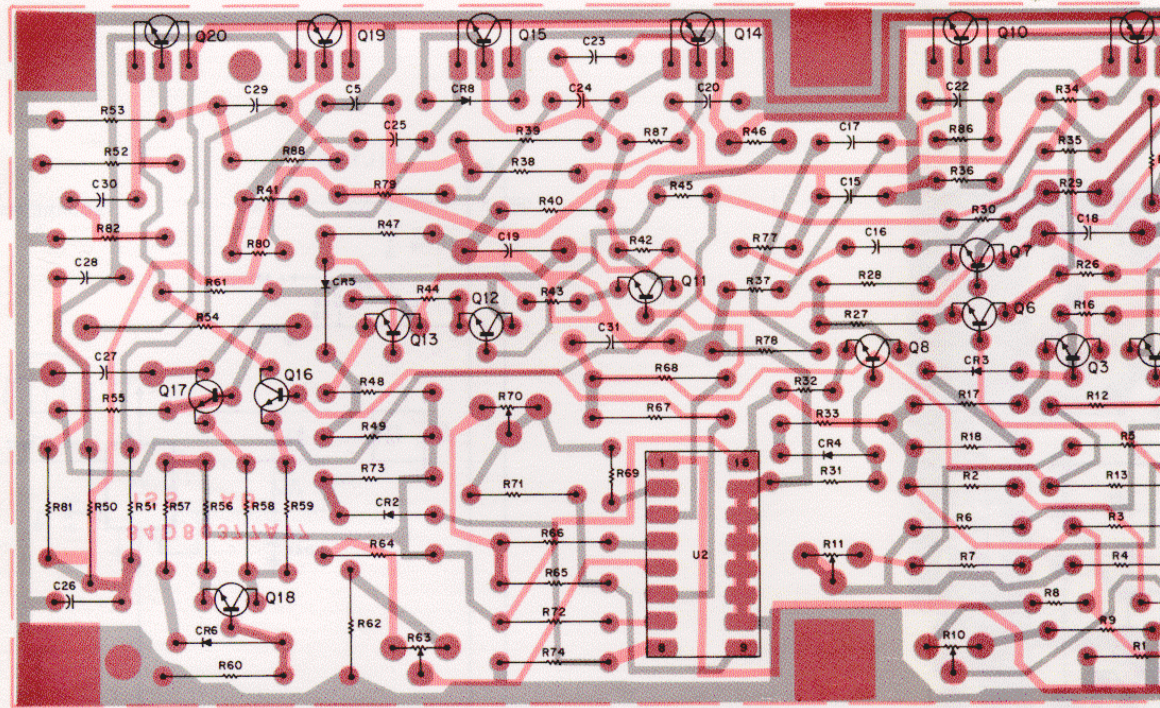 Q20 Q19 Q15 C23 Q14 Q10
C29 C5 CR8 C24 C20 C22 R34
R53 C25 R39 R87 R46 C17 R86 R35
R52 R88 R38 R36
C30 R41 R79 R40 R45 C15 R29
R82 R80 R47 C19 R42 R77 C16 R30 C18
C28 R61 CR5 R44 Q12 R43 Q11 R37 R28 Q7 R26
R54 Q13 C31 R78 R27 Q8 Q6 R16
C27 Q17 Q16 R48 R68 R32 CR3 Q3
R55 R49 R70 R67 R33 R17 R12
R73 R69 CR4 R18 R5
1 16
R81 R50 R51 R57 R56 R58 R59 CR2 R71 R31 R2 R13
84D80377A77
R64 R66 U2 R11 R6 R3
R65 R7 R4
C26 Q18 R62 R72 R8
CR6 R63 R10 R9
R60 R74 8 9 R1